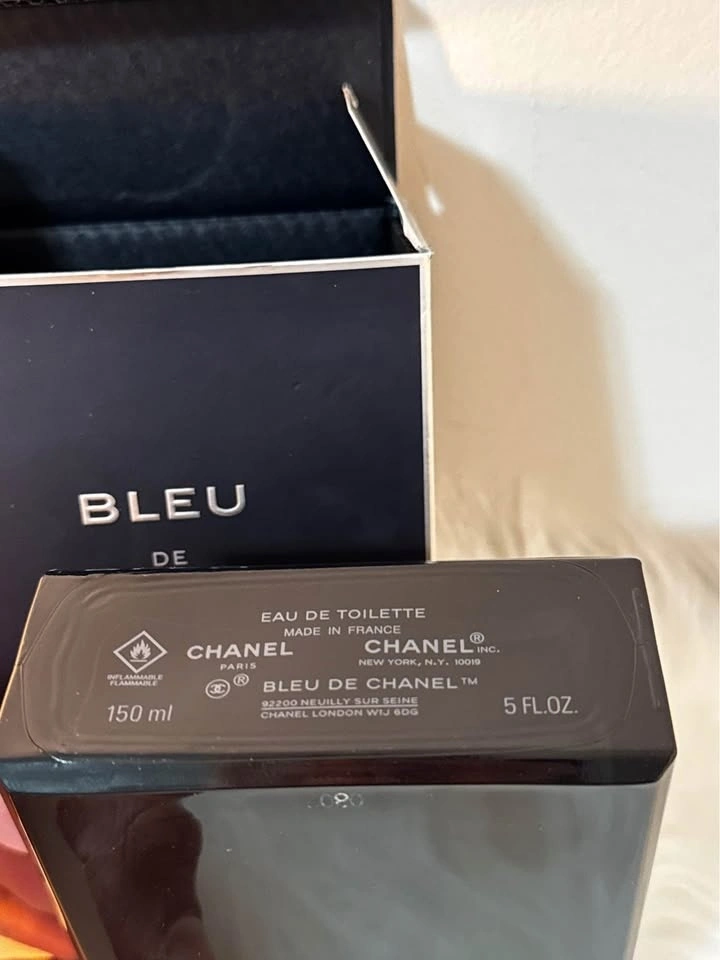 BLEU
DE
EAU DE TOILETTE
MADE IN FRANCE
CHANEL CHANEL® INC.
PARIS NEW YORK, N.Y. 10019
INFLAMMABLE
FLAMMABLE
® BLEU DE CHANEL™
92200 NEUILLY SUR SEINE
CHANEL LONDON W1J 6DG
150 ml 5 FL.OZ.